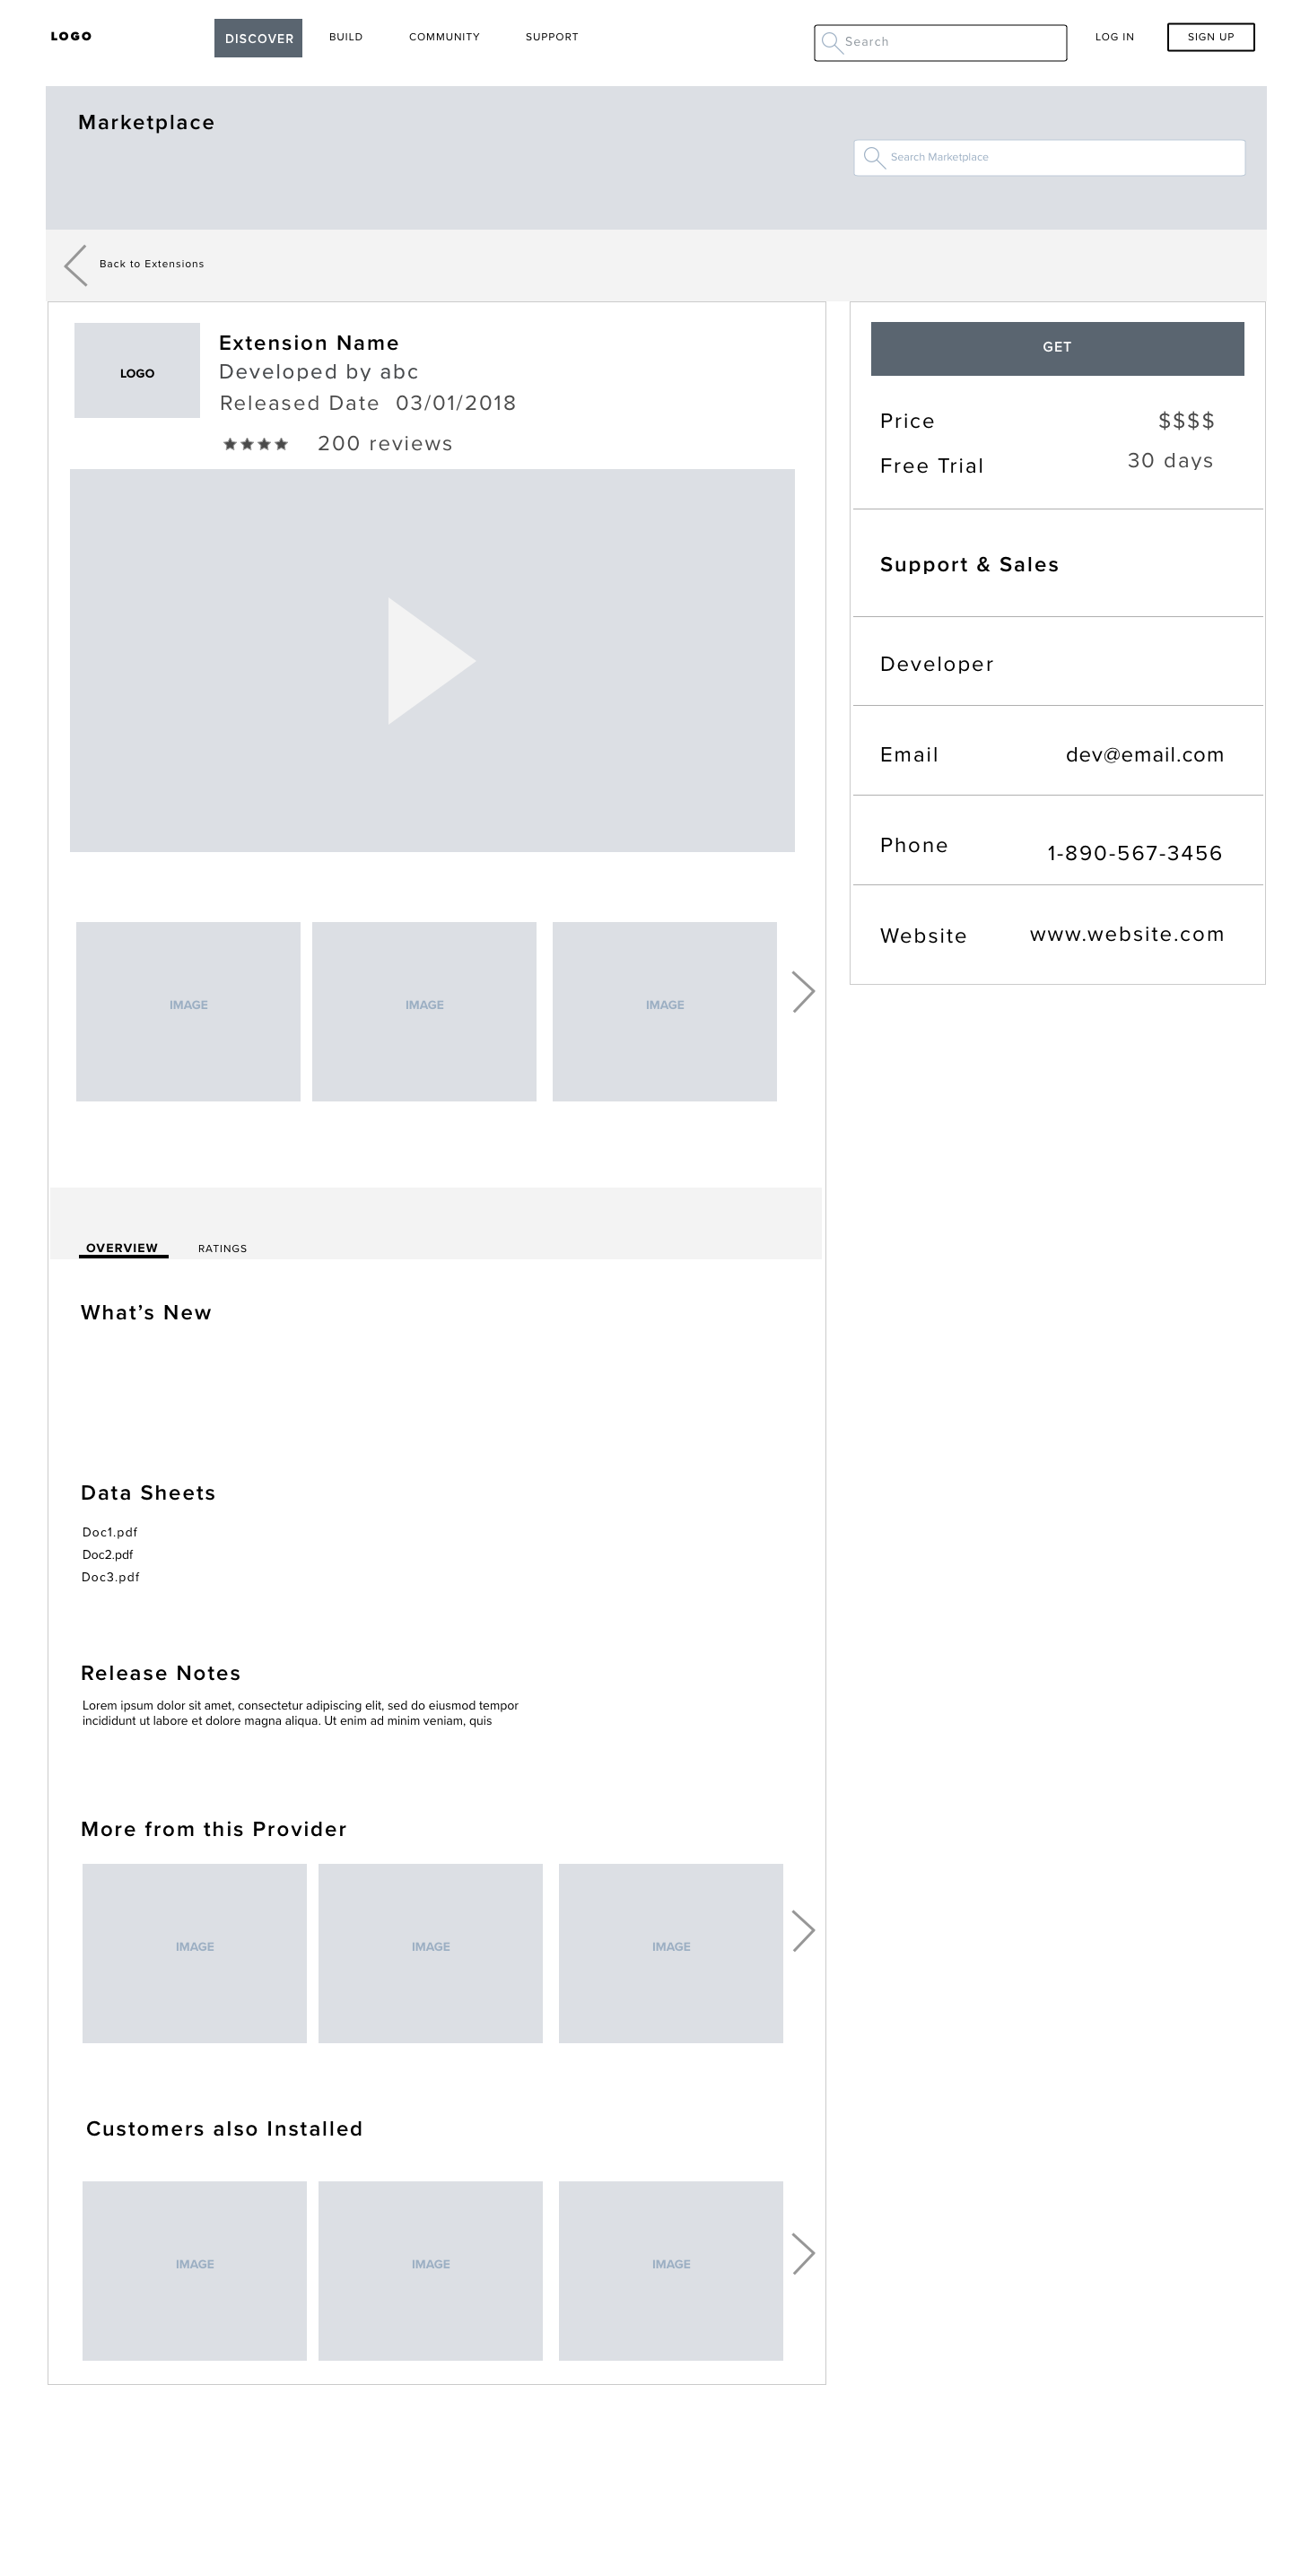 LOGO DISCOVER BUILD COMMUNITY SUPPORT Search LOG IN SIGN UP
Marketplace
Search Marketplace
Back to Extensions
LOGO
Extension Name
Developed by abc
Released Date 03/01/2018
200 reviews
GET
Price $$$$
Free Trial 30 days
Support & Sales
Developer
Email dev@email.com
Phone 1-890-567-3456
Website www.website.com
IMAGE IMAGE IMAGE
OVERVIEW RATINGS
What’s New
Data Sheets
Doc1.pdf
Doc2.pdf
Doc3.pdf
Release Notes
Lorem ipsum dolor sit amet, consectetur adipiscing elit, sed do eiusmod tempor
incididunt ut labore et dolore magna aliqua. Ut enim ad minim veniam, quis
More from this Provider
IMAGE IMAGE IMAGE
Customers also Installed
IMAGE IMAGE IMAGE